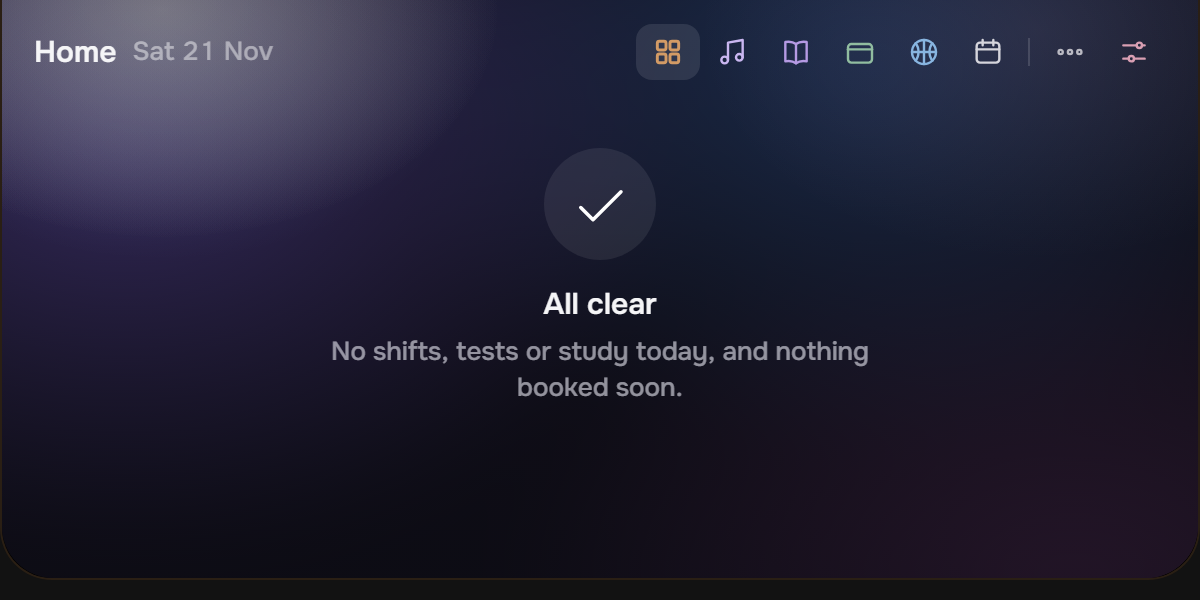 Home Sat 21 Nov
All clear
No shifts, tests or study today, and nothing
booked soon.